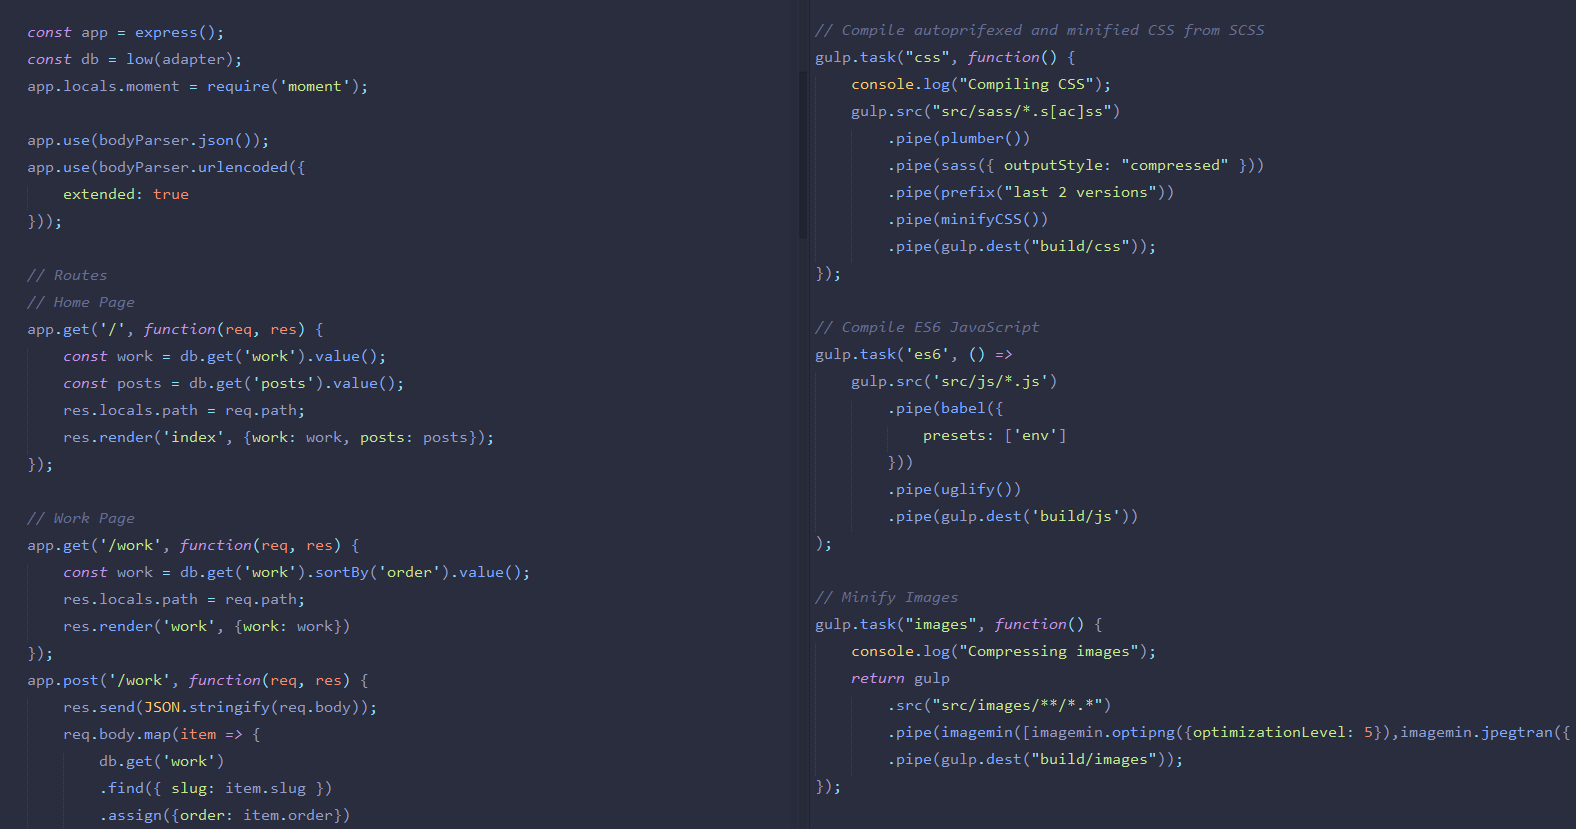 const app = express();
const db = low(adapter);
app.locals.moment = require('moment');

app.use(bodyParser.json());
app.use(bodyParser.urlencoded({
    extended: true
}));

// Routes
// Home Page
app.get('/', function(req, res) {
    const work = db.get('work').value();
    const posts = db.get('posts').value();
    res.locals.path = req.path;
    res.render('index', {work: work, posts: posts});
});

// Work Page
app.get('/work', function(req, res) {
    const work = db.get('work').sortBy('order').value();
    res.locals.path = req.path;
    res.render('work', {work: work})
});
app.post('/work', function(req, res) {
    res.send(JSON.stringify(req.body));
    req.body.map(item => {
        db.get('work')
        .find({ slug: item.slug })
        .assign({order: item.order})

// Compile autoprifexed and minified CSS from SCSS
gulp.task("css", function() {
    console.log("Compiling CSS");
    gulp.src("src/sass/*.s[ac]ss")
        .pipe(plumber())
        .pipe(sass({ outputStyle: "compressed" }))
        .pipe(prefix("last 2 versions"))
        .pipe(minifyCSS())
        .pipe(gulp.dest("build/css"));
});

// Compile ES6 JavaScript
gulp.task('es6', () =>
    gulp.src('src/js/*.js')
        .pipe(babel({
            presets: ['env']
        }))
        .pipe(uglify())
        .pipe(gulp.dest('build/js'))
);

// Minify Images
gulp.task("images", function() {
    console.log("Compressing images");
    return gulp
        .src("src/images/**/*.*")
        .pipe(imagemin([imagemin.optipng({optimizationLevel: 5}),imagemin.jpegtran({
        .pipe(gulp.dest("build/images"));
});